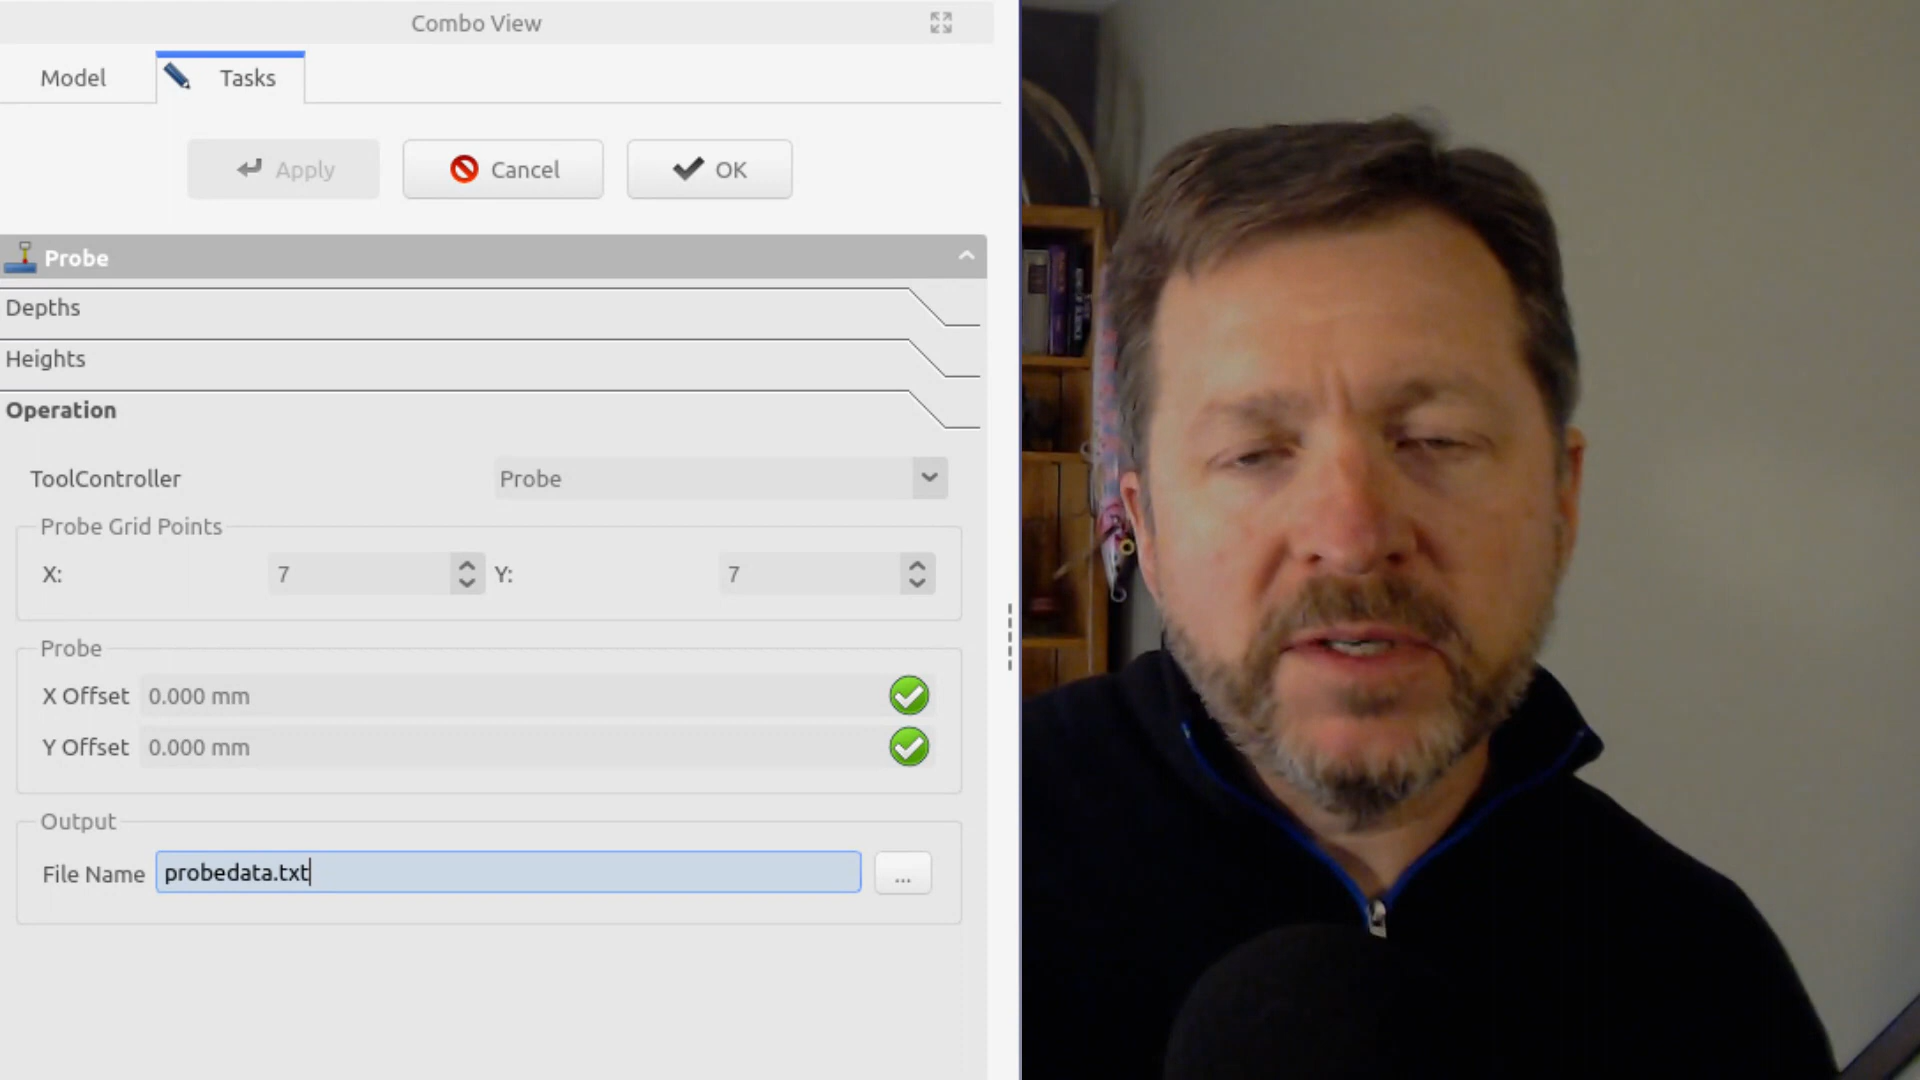 Combo View
Model
Tasks
Apply
Cancel
OK
Probe
Depths
Heights
Operation
ToolController
Probe
Probe Grid Points
X:
7
Y:
7
Probe
X Offset
0.000 mm
Y Offset
0.000 mm
Output
File Name
probedata.txt
...